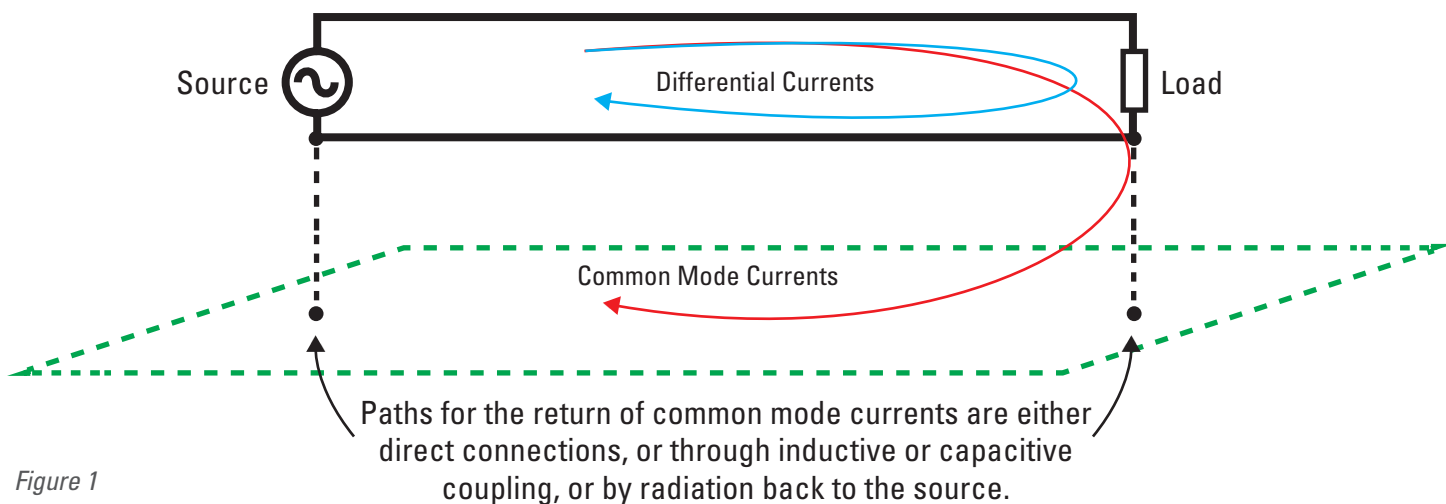 Source
Differential Currents
Load
Common Mode Currents
Paths for the return of common mode currents are either
direct connections, or through inductive or capacitive
coupling, or by radiation back to the source.
Figure 1